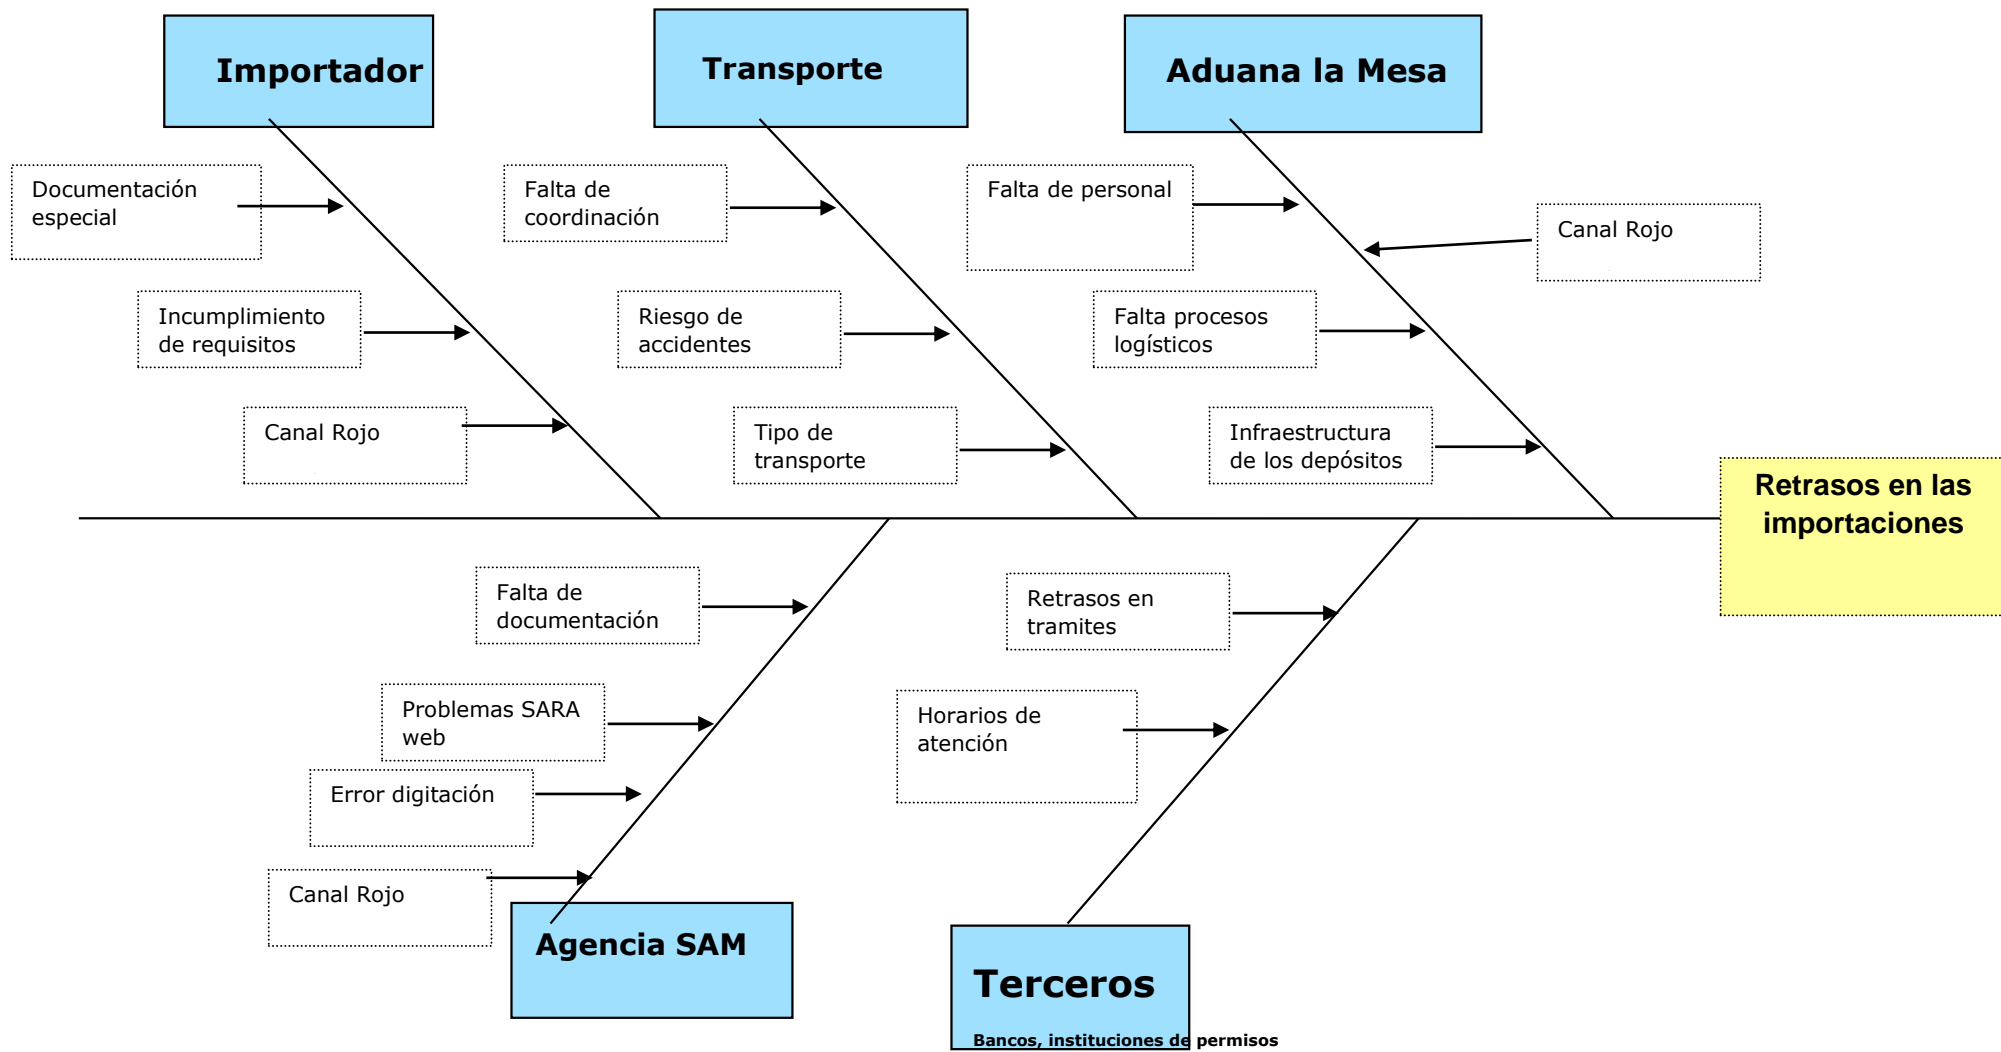 Importador
Transporte
Aduana la Mesa
Documentación
especial
Falta de
coordinación
Falta de personal
Canal Rojo
Incumplimiento
de requisitos
Riesgo de
accidentes
Falta procesos
logísticos
Canal Rojo
Tipo de
transporte
Infraestructura
de los depósitos
Retrasos en las
importaciones
Falta de
documentación
Retrasos en
tramites
Problemas SARA
web
Horarios de
atención
Error digitación
Canal Rojo
Agencia SAM
Terceros
Bancos, instituciones de permisos